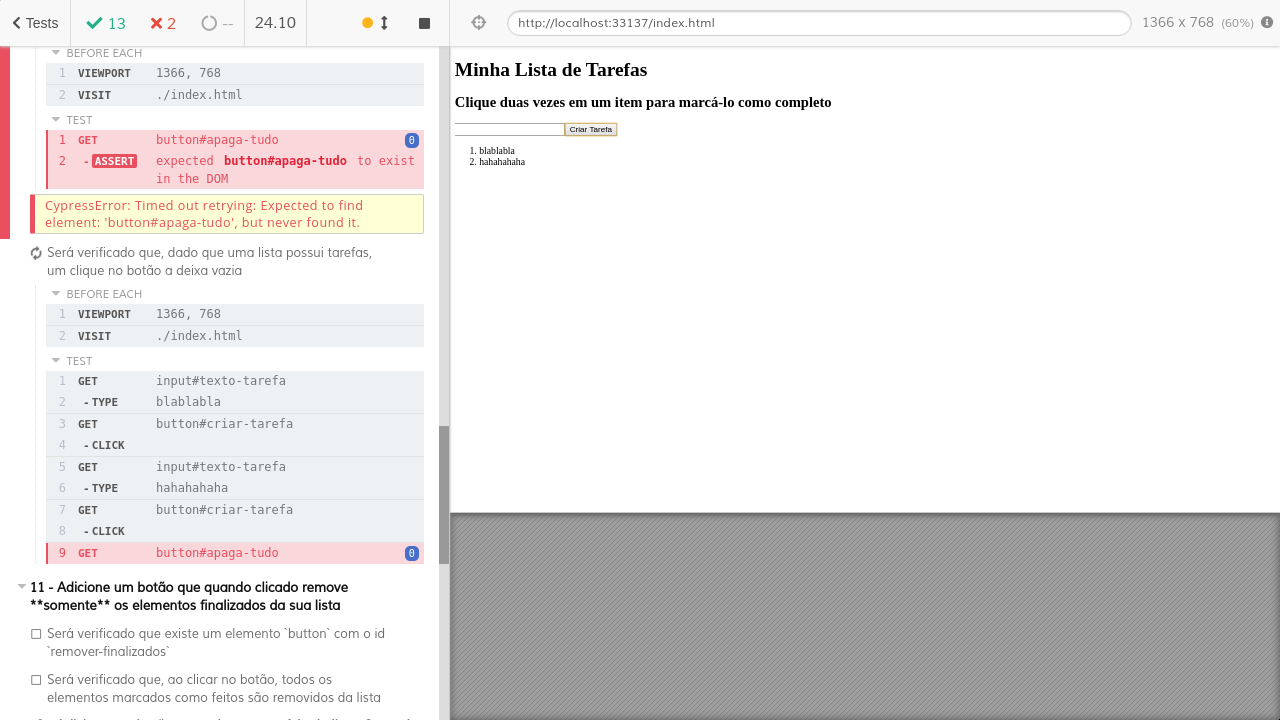 Tests 13 2 -- 24.10
http://localhost:33137/index.html 1366 x 768 (60%)
BEFORE EACH
1 VIEWPORT 1366, 768
2 VISIT ./index.html
TEST
1 GET button#apaga-tudo 0
2 -ASSERT expected button#apaga-tudo to exist
in the DOM
CypressError: Timed out retrying: Expected to find
element: 'button#apaga-tudo', but never found it.
Será verificado que, dado que uma lista possui tarefas,
um clique no botão a deixa vazia
BEFORE EACH
1 VIEWPORT 1366, 768
2 VISIT ./index.html
TEST
1 GET input#texto-tarefa
2 -TYPE blablabla
3 GET button#criar-tarefa
4 -CLICK
5 GET input#texto-tarefa
6 -TYPE hahahahaha
7 GET button#criar-tarefa
8 -CLICK
9 GET button#apaga-tudo 0
11 - Adicione um botão que quando clicado remove
**somente** os elementos finalizados da sua lista
Será verificado que existe um elemento `button` com o id
`remover-finalizados`
Será verificado que, ao clicar no botão, todos os
elementos marcados como feitos são removidos da lista
Minha Lista de Tarefas
Clique duas vezes em um item para marcá-lo como completo
Criar Tarefa
1. blablabla
2. hahahahaha